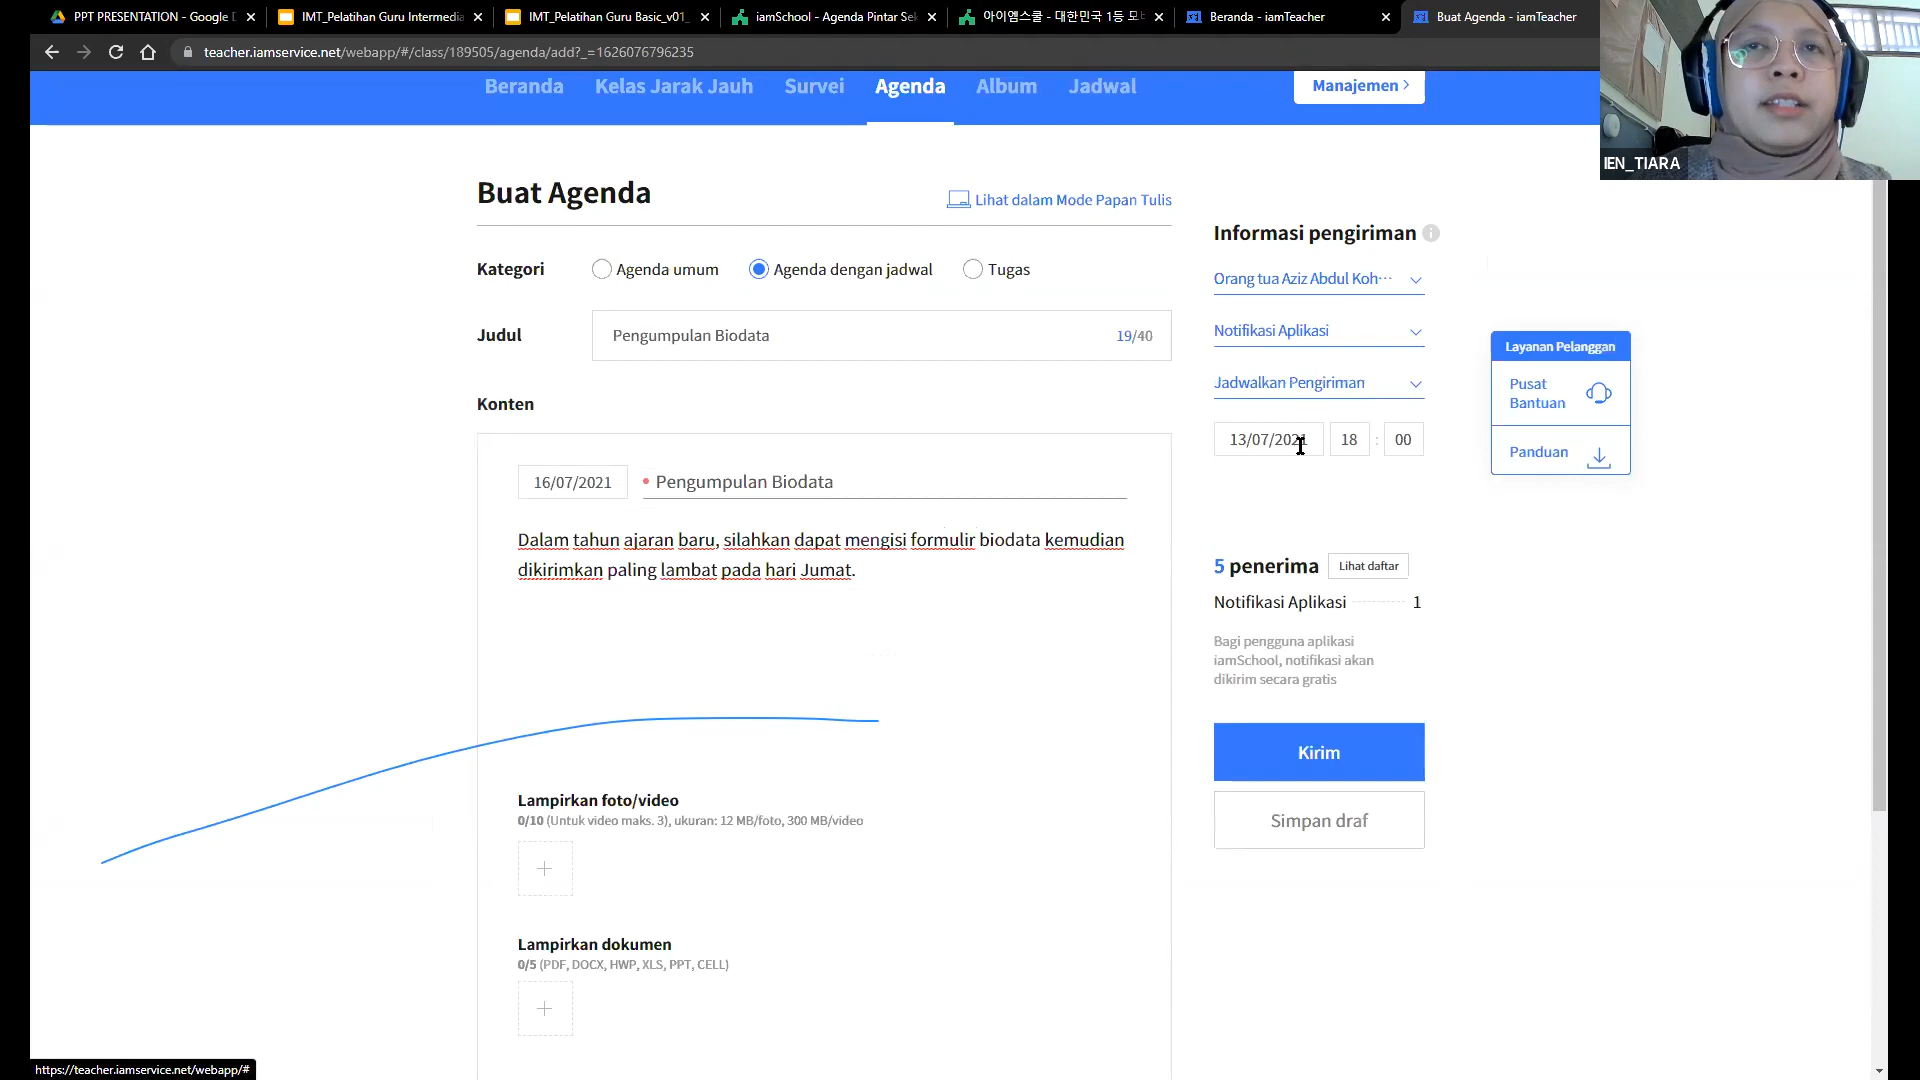 PPT PRESENTATION - Google D
IMT_Pelatihan Guru Intermedia
IMT_Pelatihan Guru Basic_v01_
iamSchool - Agenda Pintar Sek
아이엠스쿨 - 대한민국 1등 모
Beranda - iamTeacher
Buat Agenda - iamTeacher
teacher.iamservice.net/webapp/#/class/189505/agenda/add?_=1626076796235
Beranda
Kelas Jarak Jauh
Survei
Agenda
Album
Jadwal
Manajemen >
IEN_TIARA
Buat Agenda
Lihat dalam Mode Papan Tulis
Kategori
Agenda umum
Agenda dengan jadwal
Tugas
Judul
Pengumpulan Biodata
19/40
Konten
16/07/2021
Pengumpulan Biodata
Dalam tahun ajaran baru, silahkan dapat mengisi formulir biodata kemudian
dikirimkan paling lambat pada hari Jumat.
Lampirkan foto/video
0/10 (Untuk video maks. 3), ukuran: 12 MB/foto, 300 MB/video
Lampirkan dokumen
0/5 (PDF, DOCX, HWP, XLS, PPT, CELL)
Informasi pengiriman
Orang tua Aziz Abdul Koh···
Notifikasi Aplikasi
Jadwalkan Pengiriman
13/07/2021 18 : 00
5 penerima
Lihat daftar
Notifikasi Aplikasi 1
Bagi pengguna aplikasi
iamSchool, notifikasi akan
dikirim secara gratis
Kirim
Simpan draf
Layanan Pelanggan
Pusat
Bantuan
Panduan
https://teacher.iamservice.net/webapp/#